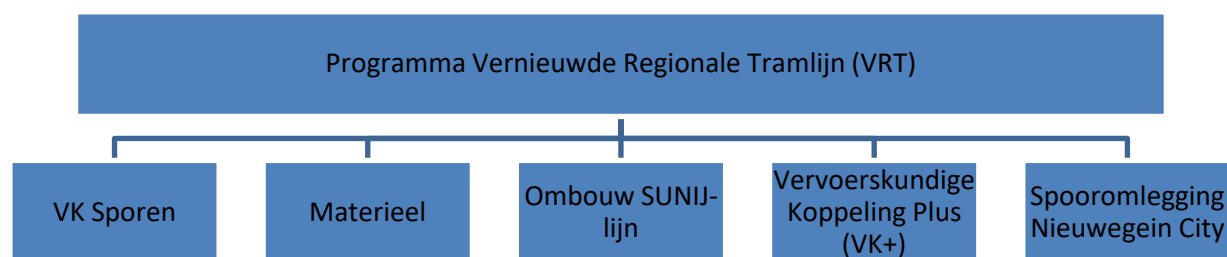 Programma Vernieuwde Regionale Tramlijn (VRT)
VK Sporen
Materieel
Ombouw SUNIJ-
lijn
Vervoerskundige
Koppeling Plus
(VK+)
Spooromlegging
Nieuwegein City